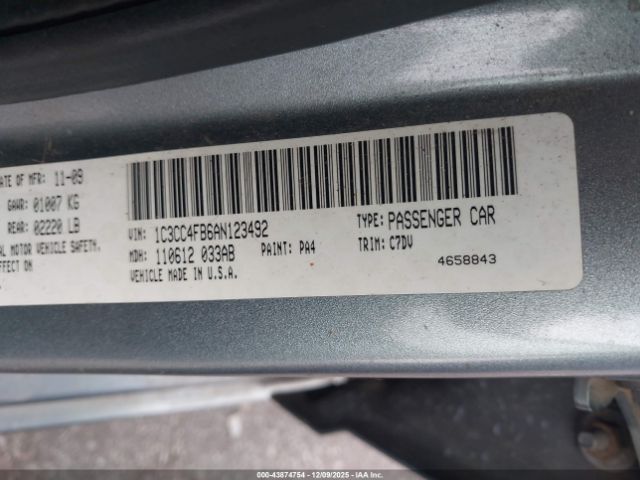 ATE OF MFR: 11-09
GAWR: 01007 KG
REAR: 02220 LB
AL MOTOR VEHICLE SAFETY,
EFFECT ON
VIN: 1C3CC4FB6AN123492
TYPE: PASSENGER CAR
MDH: 110612 033AB
PAINT: PA4
TRIM: C7DV
VEHICLE MADE IN U.S.A.
4658843
000-43874754 | 12/09/2025 - IAA Inc.